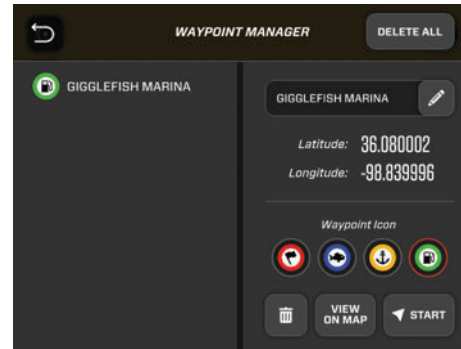 WAYPOINT MANAGER
DELETE ALL
GIGGLEFISH MARINA
GIGGLEFISH MARINA
Latitude: 36.080002
Longitude: -98.839996
Waypoint Icon
VIEW
ON MAP
START